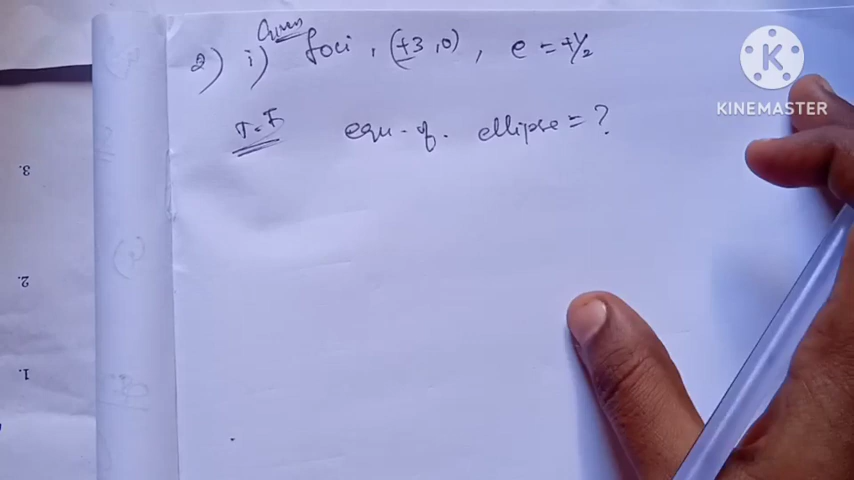 Given
2) i) foci , (±3 , 0) , e = +1/2
T.F equ. of. ellipse = ?
KINEMASTER
3.
2.
1.